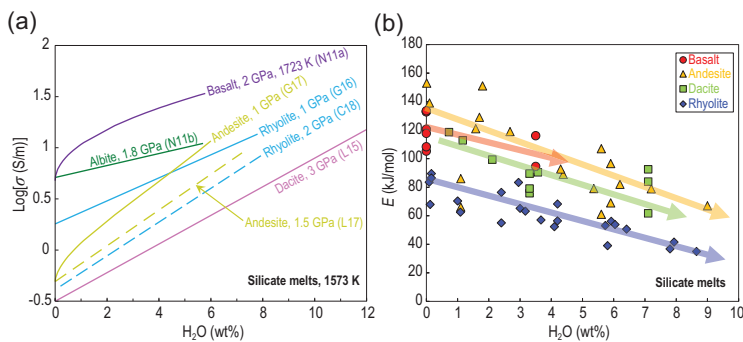 (a)
Log[σ (S/m)]
2
1.5
1
0.5
0
-0.5
Basalt, 2 GPa, 1723 K (N11a)
Albite, 1.8 GPa (N11b)
Andesite, 1 GPa (G17)
Rhyolite, 1 GPa (G16)
Rhyolite, 2 GPa (C18)
Dacite, 3 GPa (L15)
Andesite, 1.5 GPa (L17)
Silicate melts, 1573 K
0 2 4 6 8 10 12
H₂O (wt%)
(b)
E (kJ/mol)
180
160
140
120
100
80
60
40
20
0
Basalt
Andesite
Dacite
Rhyolite
Silicate melts
0 1 2 3 4 5 6 7 8 9 10
H₂O (wt%)